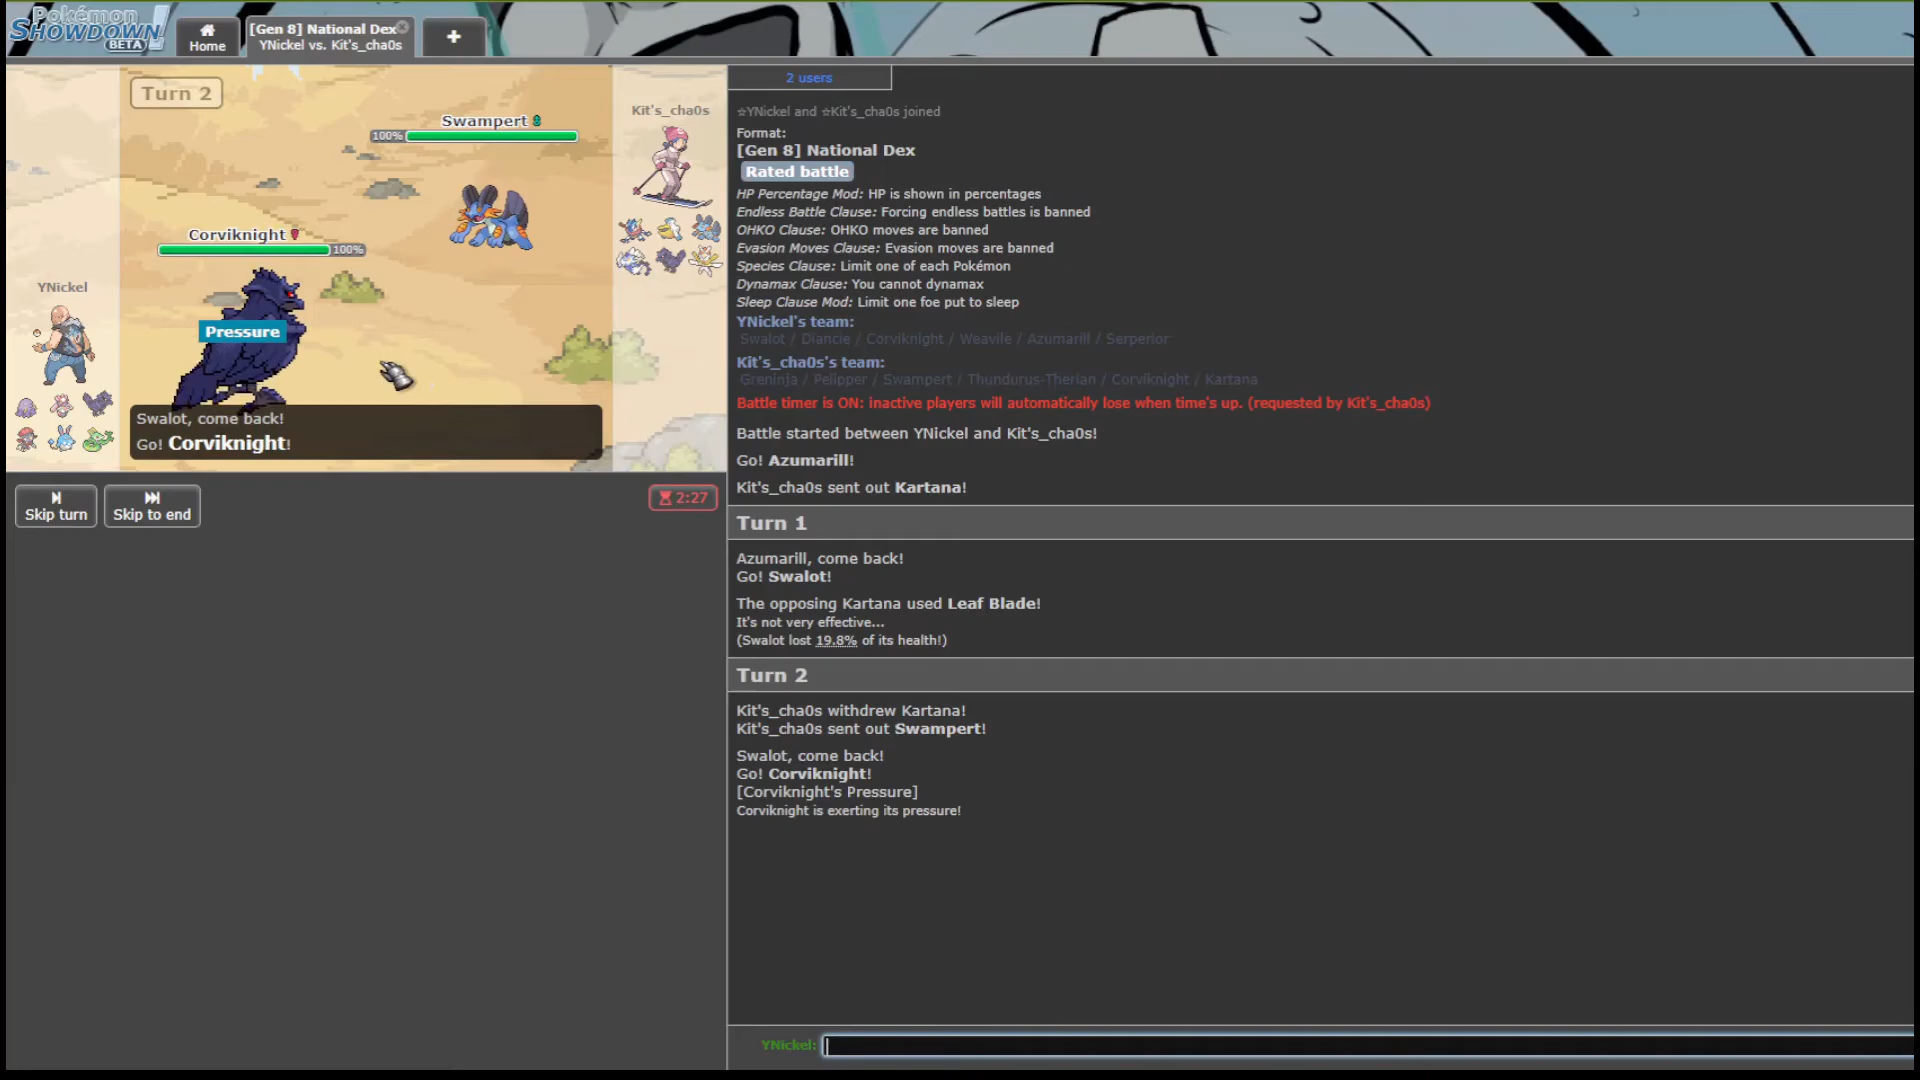 Pokémon
SHOWDOWN!
BETA
Home
[Gen 8] National Dex
YNickel vs. Kit's_cha0s
+
Turn 2
Swampert
100%
Kit's_cha0s
Corviknight
100%
YNickel
Pressure
Swalot, come back!
Go! Corviknight!
Skip turn
Skip to end
2:27
2 users
☆YNickel and ☆Kit's_cha0s joined
Format:
[Gen 8] National Dex
Rated battle
HP Percentage Mod: HP is shown in percentages
Endless Battle Clause: Forcing endless battles is banned
OHKO Clause: OHKO moves are banned
Evasion Moves Clause: Evasion moves are banned
Species Clause: Limit one of each Pokémon
Dynamax Clause: You cannot dynamax
Sleep Clause Mod: Limit one foe put to sleep
YNickel's team:
Swalot / Diancie / Corviknight / Weavile / Azumarill / Serperior
Kit's_cha0s's team:
Greninja / Pelipper / Swampert / Thundurus-Therian / Corviknight / Kartana
Battle timer is ON: inactive players will automatically lose when time's up. (requested by Kit's_cha0s)
Battle started between YNickel and Kit's_cha0s!
Go! Azumarill!
Kit's_cha0s sent out Kartana!
Turn 1
Azumarill, come back!
Go! Swalot!
The opposing Kartana used Leaf Blade!
It's not very effective...
(Swalot lost 19.8% of its health!)
Turn 2
Kit's_cha0s withdrew Kartana!
Kit's_cha0s sent out Swampert!
Swalot, come back!
Go! Corviknight!
[Corviknight's Pressure]
Corviknight is exerting its pressure!
YNickel: